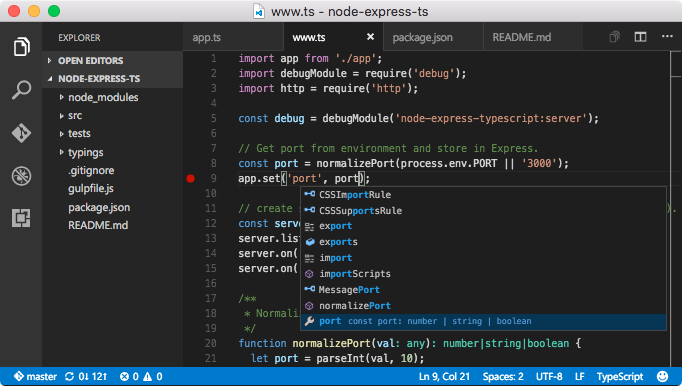 www.ts - node-express-ts
EXPLORER
OPEN EDITORS
NODE-EXPRESS-TS
node_modules
src
tests
typings
.gitignore
gulpfile.js
package.json
README.md
app.ts www.ts package.json README.md
1 import app from './app';
2 import debugModule = require('debug');
3 import http = require('http');
4
5 const debug = debugModule('node-express-typescript:server');
6
7 // Get port from environment and store in Express.
8 const port = normalizePort(process.env.PORT || '3000');
9 app.set('port', port);
10
11 // create ).
12 const serv
13 server.list
14 server.on(
15 server.on(
16
17 /**
18 * Normaliz
19 */
20 function normalizePort(val: any): number|string|boolean {
21 let port = parseInt(val, 10);
CSSImportRule
CSSSupportsRule
export
exports
import
importScripts
MessagePort
normalizePort
port const port: number | string | boolean
master 0↓ 12↑ 0 0 Ln 9, Col 21 Spaces: 2 UTF-8 LF TypeScript